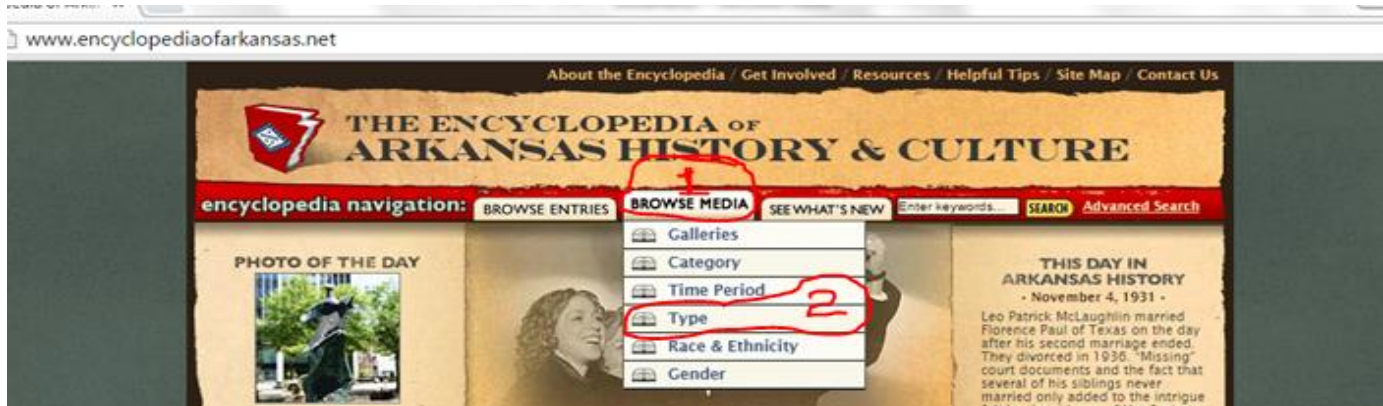 www.encyclopediaofarkansas.net
About the Encyclopedia / Get Involved / Resources / Helpful Tips / Site Map / Contact Us
THE ENCYCLOPEDIA OF
ARKANSAS HISTORY & CULTURE
1
encyclopedia navigation: BROWSE ENTRIES BROWSE MEDIA SEE WHAT'S NEW Enter keywords... SEARCH Advanced Search
Galleries
Category
Time Period
Type 2
Race & Ethnicity
Gender
PHOTO OF THE DAY
THIS DAY IN
ARKANSAS HISTORY
- November 4, 1931 -
Leo Patrick McLaughlin married
Florence Paul of Texas on the day
after his second marriage ended.
They divorced in 1936. "Missing"
court documents and the fact that
several of his siblings never
married only added to the intrigue